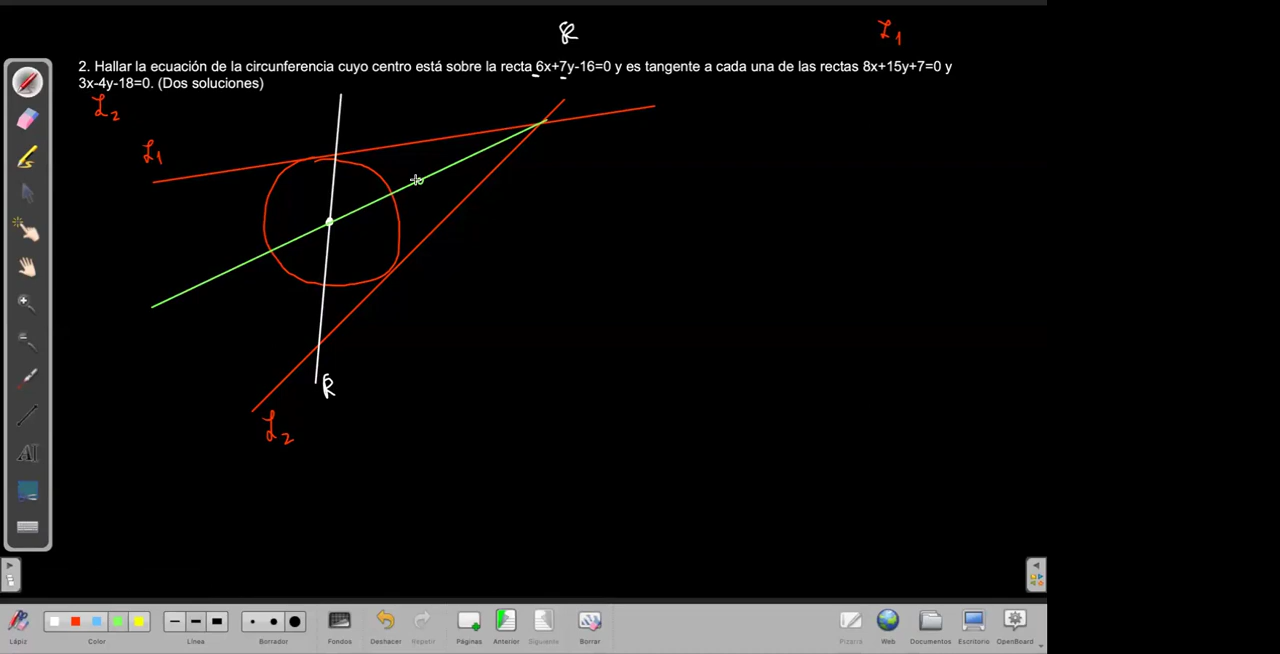 R
L1
2. Hallar la ecuación de la circunferencia cuyo centro está sobre la recta 6x+7y-16=0 y es tangente a cada una de las rectas 8x+15y+7=0 y
3x-4y-18=0. (Dos soluciones)
L2
L1
R
L2
AI
Lápiz
Color
Línea
Borrador
Fondos
Deshacer
Repetir
Páginas
Anterior
Siguiente
Borrar
Pizarra
Web
Documentos
Escritorio
OpenBoard